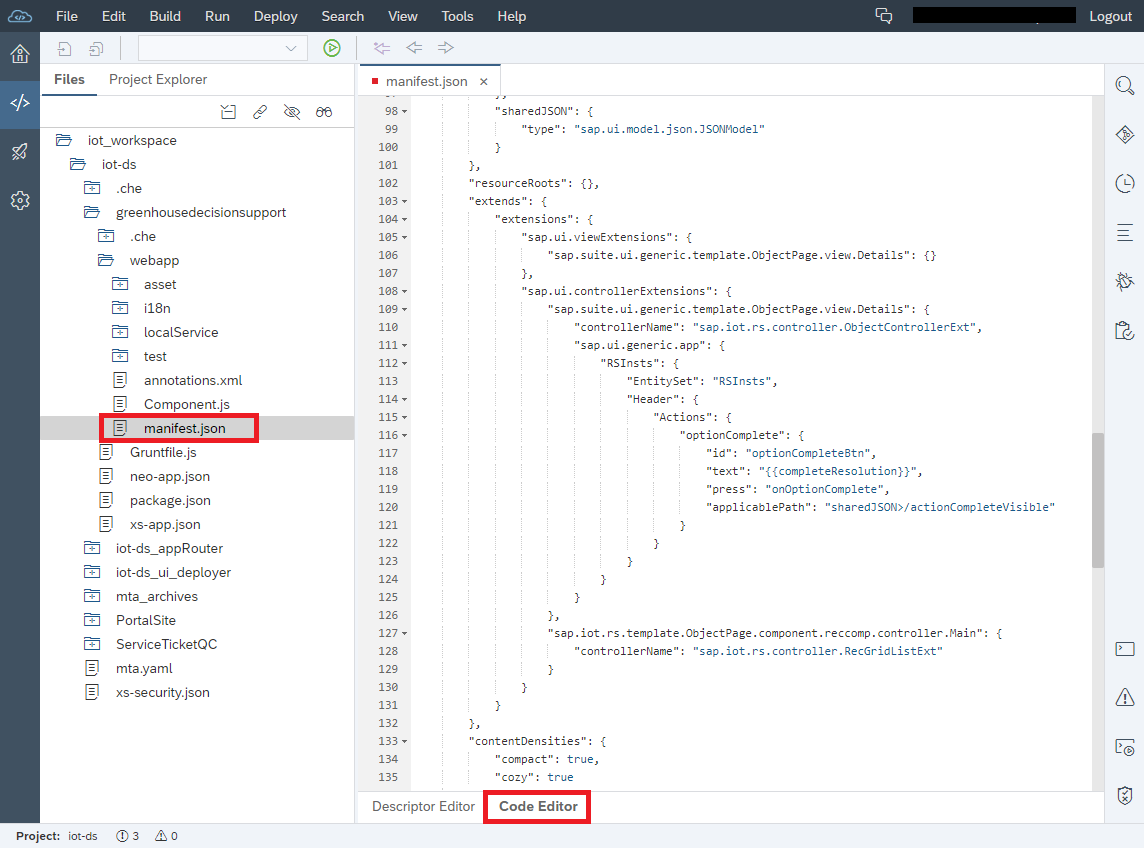 File Edit Build Run Deploy Search View Tools Help Logout
Files Project Explorer
iot_workspace
iot-ds
.che
greenhousedecisionsupport
.che
webapp
asset
i18n
localService
test
annotations.xml
Component.js
manifest.json
Gruntfile.js
neo-app.json
package.json
xs-app.json
iot-ds_appRouter
iot-ds_ui_deployer
mta_archives
PortalSite
ServiceTicketQC
mta.yaml
xs-security.json
manifest.json ×
98 "sharedJSON": {
99 "type": "sap.ui.model.json.JSONModel"
100 }
101 },
102 "resourceRoots": {},
103 "extends": {
104 "extensions": {
105 "sap.ui.viewExtensions": {
106 "sap.suite.ui.generic.template.ObjectPage.view.Details": {}
107 },
108 "sap.ui.controllerExtensions": {
109 "sap.suite.ui.generic.template.ObjectPage.view.Details": {
110 "controllerName": "sap.iot.rs.controller.ObjectControllerExt",
111 "sap.ui.generic.app": {
112 "RSInsts": {
113 "EntitySet": "RSInsts",
114 "Header": {
115 "Actions": {
116 "optionComplete": {
117 "id": "optionCompleteBtn",
118 "text": "{{completeResolution}}",
119 "press": "onOptionComplete",
120 "applicablePath": "sharedJSON>/actionCompleteVisible"
121 }
122 }
123 }
124 }
125 }
126 },
127 "sap.iot.rs.template.ObjectPage.component.reccomp.controller.Main": {
128 "controllerName": "sap.iot.rs.controller.RecGridListExt"
129 }
130 }
131 }
132 },
133 "contentDensities": {
134 "compact": true,
135 "cozy": true
Descriptor Editor Code Editor
Project: iot-ds 3 0